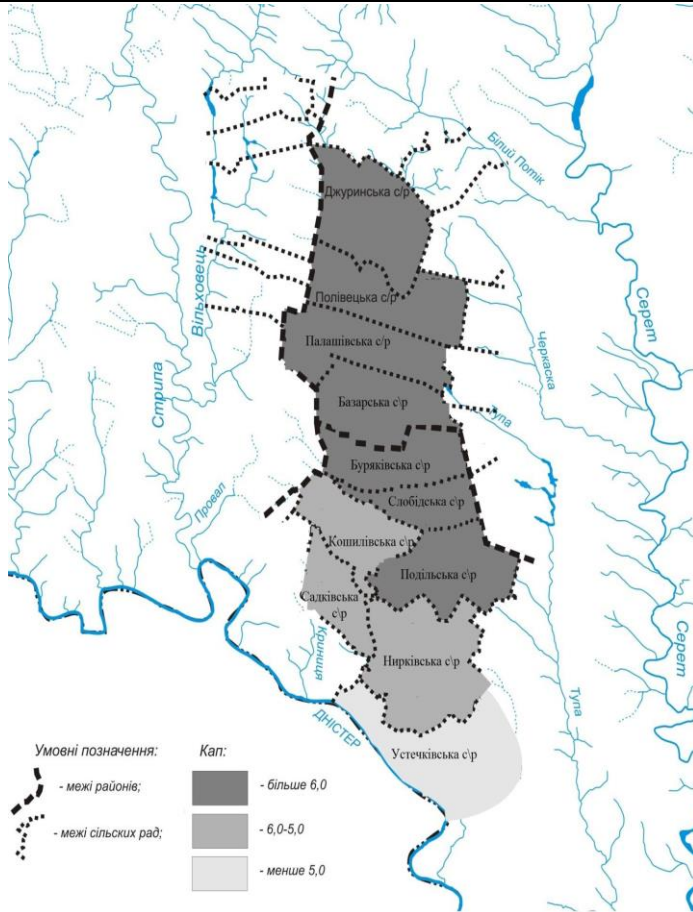 Білий Потік
Джуринська с/р
Серет
Вільховець
Полівецька с/р
Палашівська с/р
Черкаска
Стрипа
Базарська с\р
Тупа
Буряківська с\р
Слобідська с\р
Провал
Кошилівська с\р
Подільська с\р
Садківська
с\р
Криниця
Серет
Нирківська с\р
Тупа
ДНІСТЕР
Устечківська с\р
Умовні позначення:
- межі районів;
- межі сільских рад;
Кап:
- більше 6,0
- 6,0-5,0
- менше 5,0